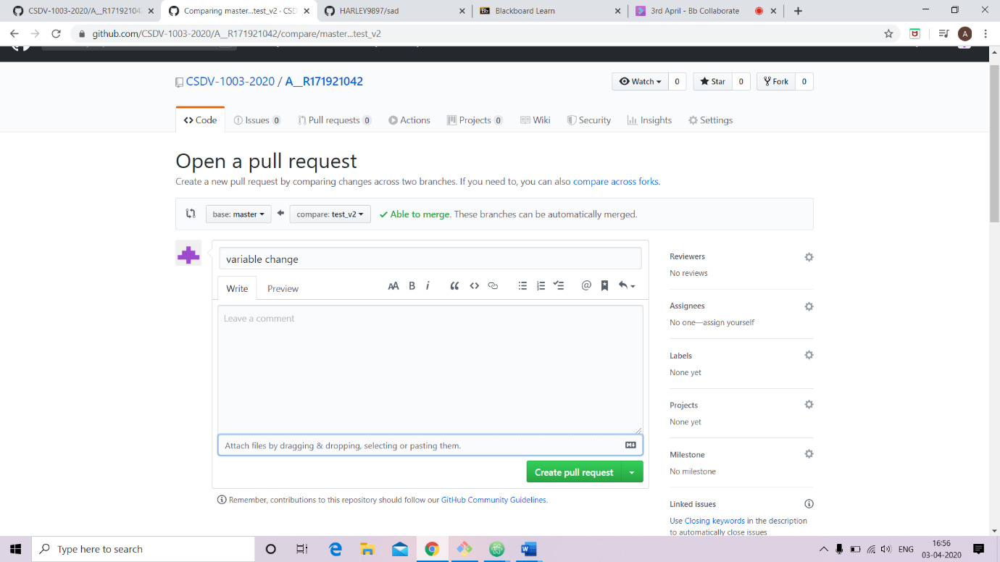 CSDV-1003-2020/A__R17192104
Comparing master...test_v2 · CSD
HARLEY9897/sad
Bb Blackboard Learn
3rd April - Bb Collaborate
github.com/CSDV-1003-2020/A__R171921042/compare/master...test_v2
A
CSDV-1003-2020 / A__R171921042
Watch 0 Star 0 Fork 0
Code Issues 0 Pull requests 0 Actions Projects 0 Wiki Security Insights Settings
Open a pull request
Create a new pull request by comparing changes across two branches. If you need to, you can also compare across forks.
base: master compare: test_v2 Able to merge. These branches can be automatically merged.
variable change
Write Preview
AA B i
Leave a comment
Attach files by dragging & dropping, selecting or pasting them.
Create pull request
Remember, contributions to this repository should follow our GitHub Community Guidelines.
Reviewers
No reviews
Assignees
No one—assign yourself
Labels
None yet
Projects
None yet
Milestone
No milestone
Linked issues
Use Closing keywords in the description
to automatically close issues
Type here to search
ENG
16:56
03-04-2020